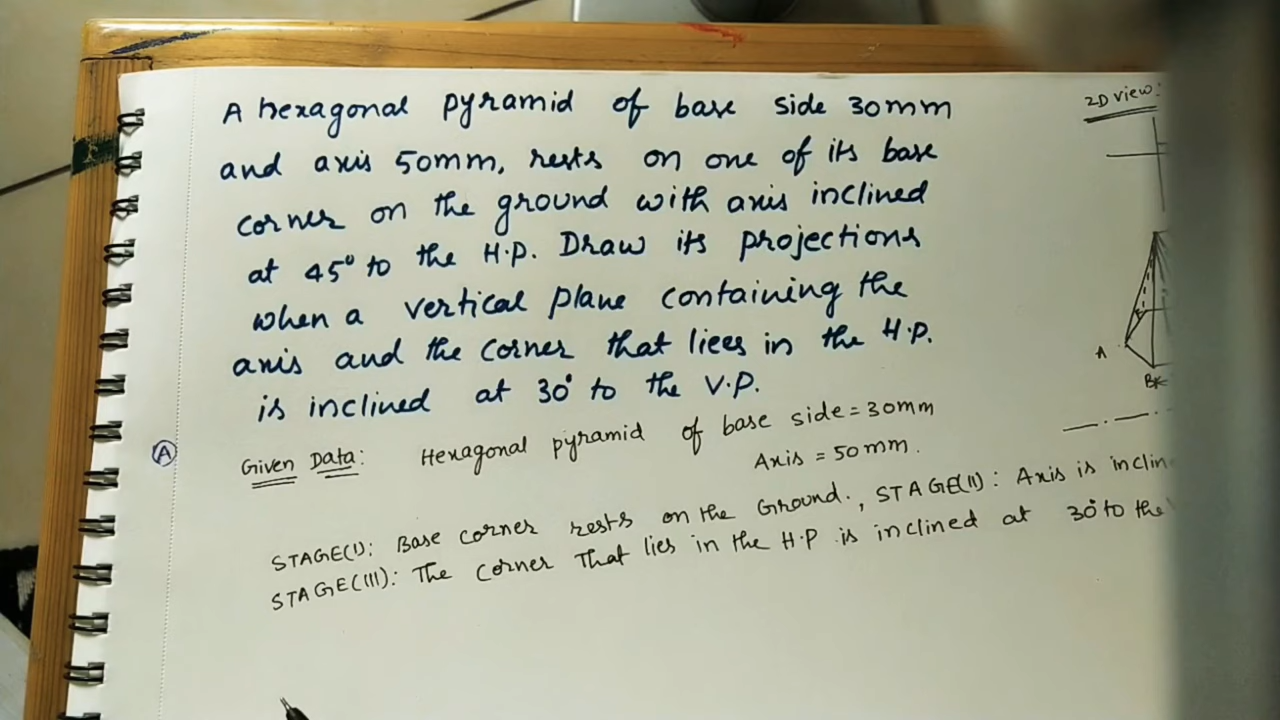 A hexagonal pyramid of base side 30mm
and axis 50mm, rests on one of its base
corner on the ground with axis inclined
at 45° to the H.P. Draw its projections
when a vertical plane containing the
axis and the corner that liees in the H.P.
is inclined at 30° to the V.P.
A
Given Data: Hexagonal pyramid of base side = 30mm
Axis = 50mm.
STAGE(I): Base corner rests on the Ground., STAGE(II): Axis is
STAGE(III): The corner That lies in the H.P is inclined at 30° to the
2D view:
A
B